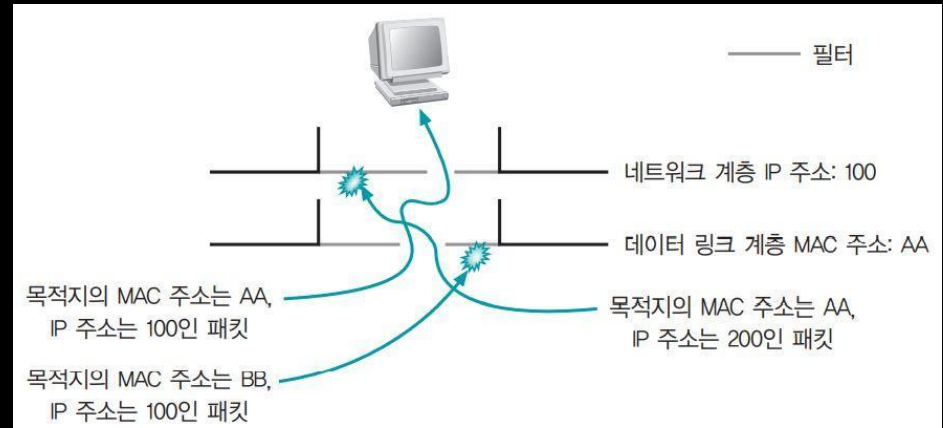 필터
네트워크 계층 IP 주소: 100
데이터 링크 계층 MAC 주소: AA
목적지의 MAC 주소는 AA,
IP 주소는 100인 패킷
목적지의 MAC 주소는 AA,
IP 주소는 200인 패킷
목적지의 MAC 주소는 BB,
IP 주소는 100인 패킷